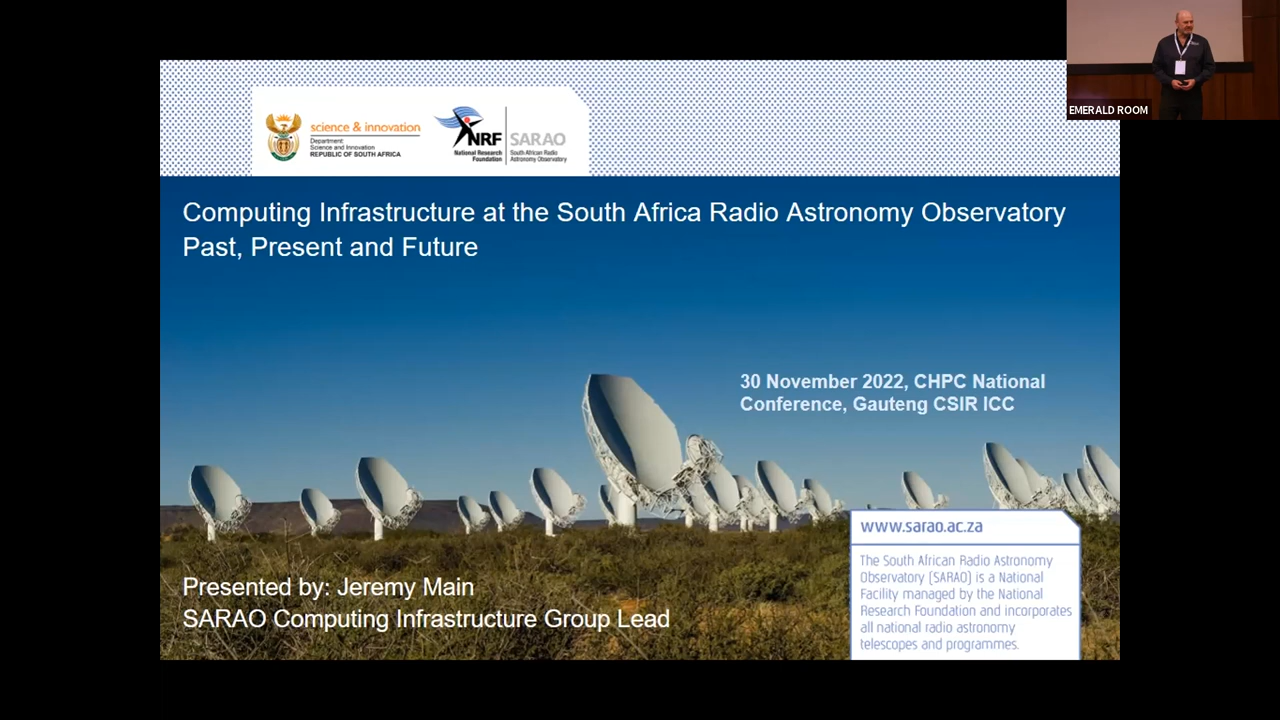 EMERALD ROOM
science & innovation
Department:
Science and Innovation
REPUBLIC OF SOUTH AFRICA
NRF
National Research
Foundation
SARAO
South African Radio
Astronomy Observatory
Computing Infrastructure at the South Africa Radio Astronomy Observatory
Past, Present and Future
30 November 2022, CHPC National
Conference, Gauteng CSIR ICC
www.sarao.ac.za
The South African Radio Astronomy
Observatory (SARAO) is a National
Facility managed by the National
Research Foundation and incorporates
all national radio astronomy
telescopes and programmes.
Presented by: Jeremy Main
SARAO Computing Infrastructure Group Lead